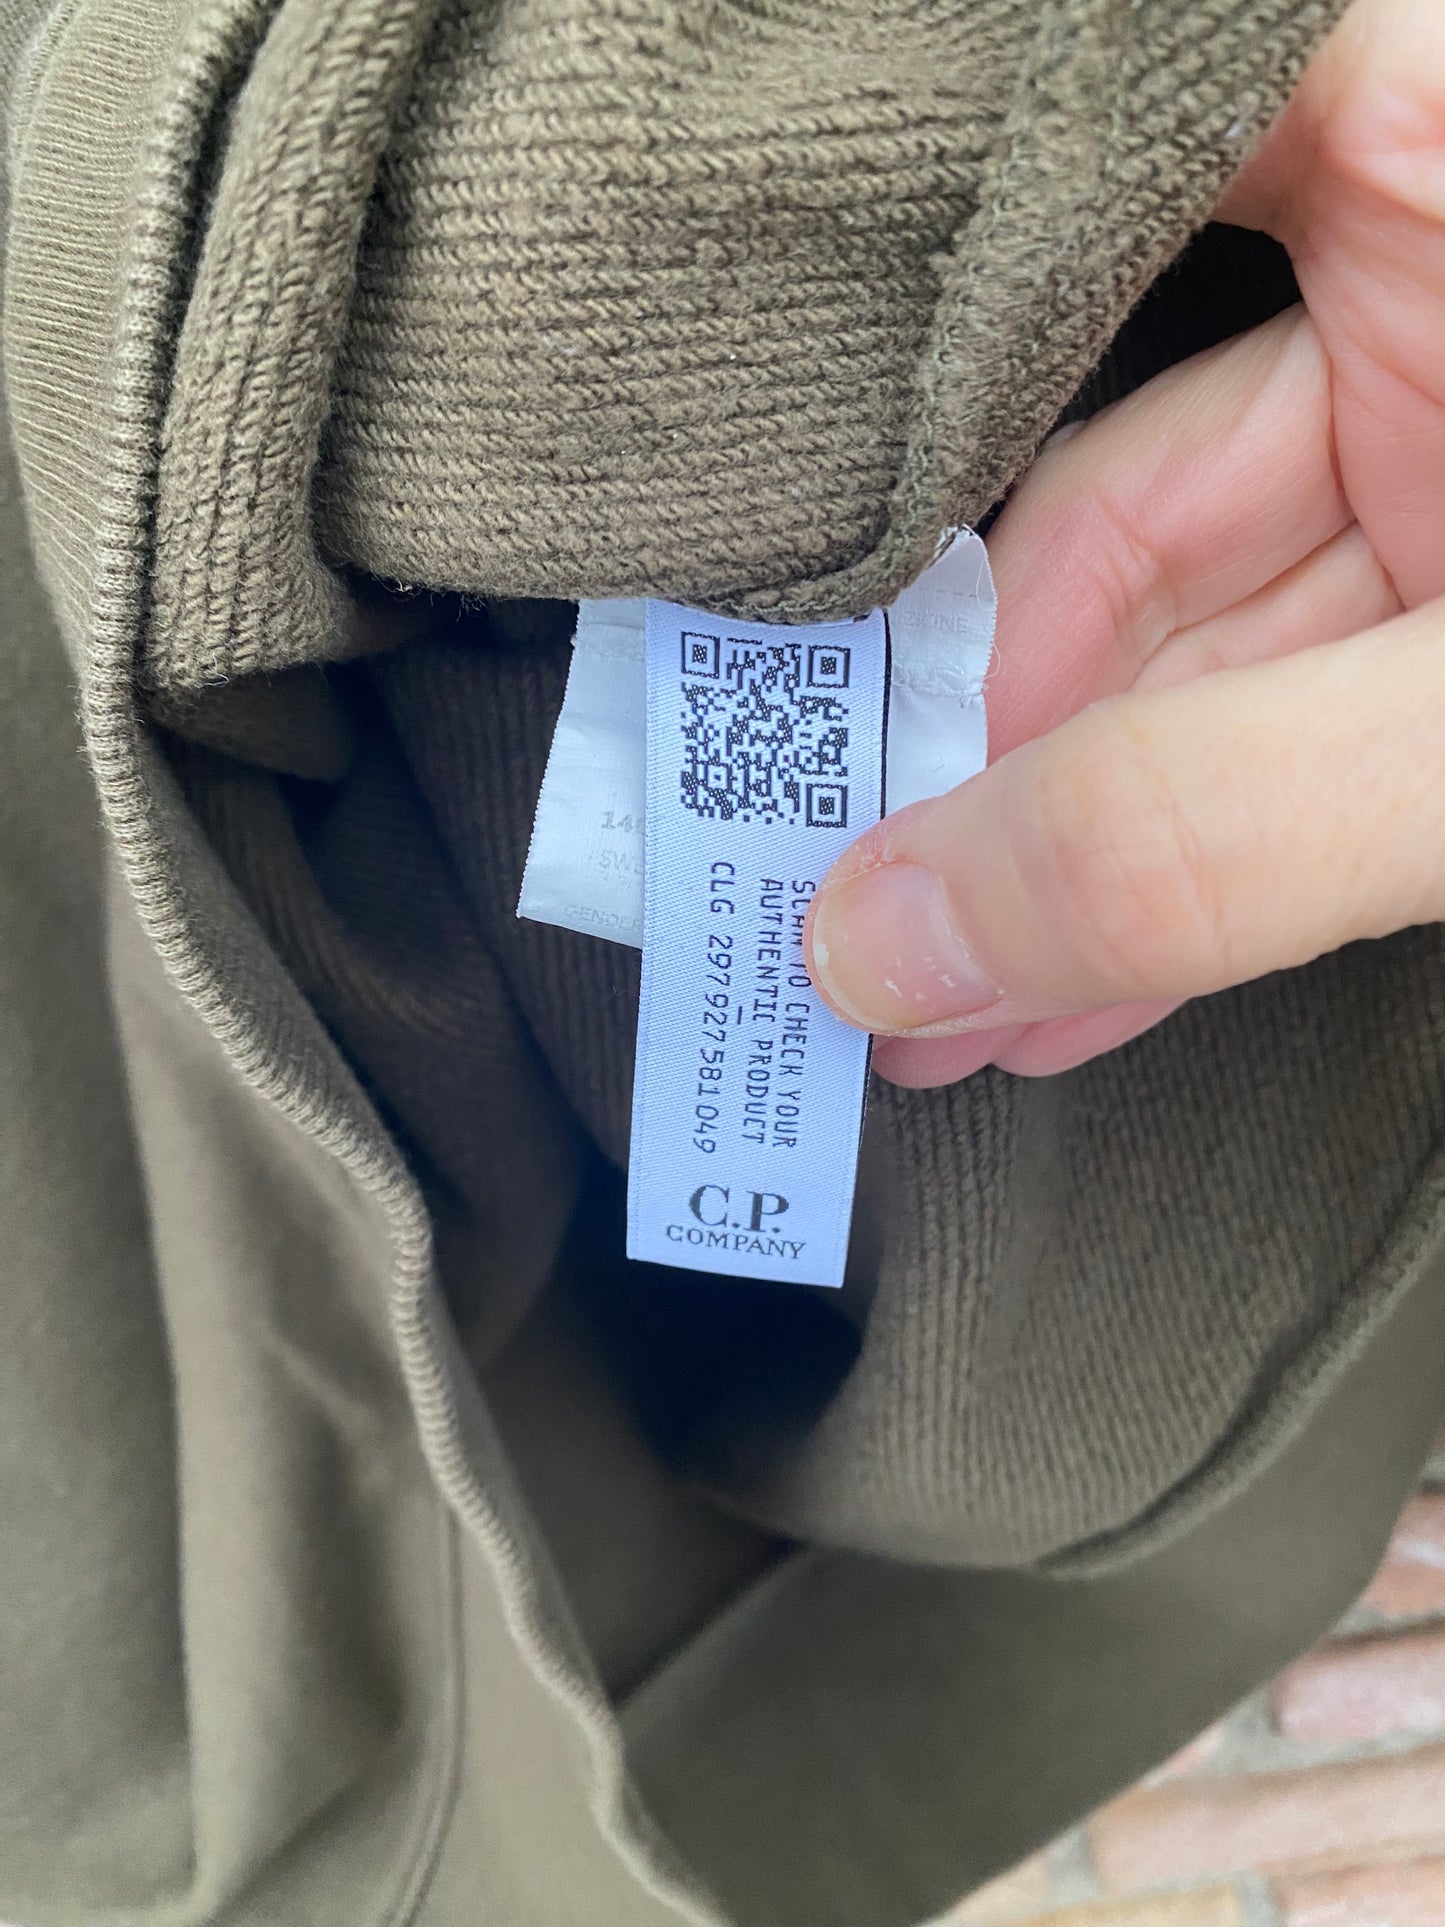 SCAN TO CHECK YOUR
AUTHENTIC PRODUCT
CLG 297927581049
C.P.
COMPANY